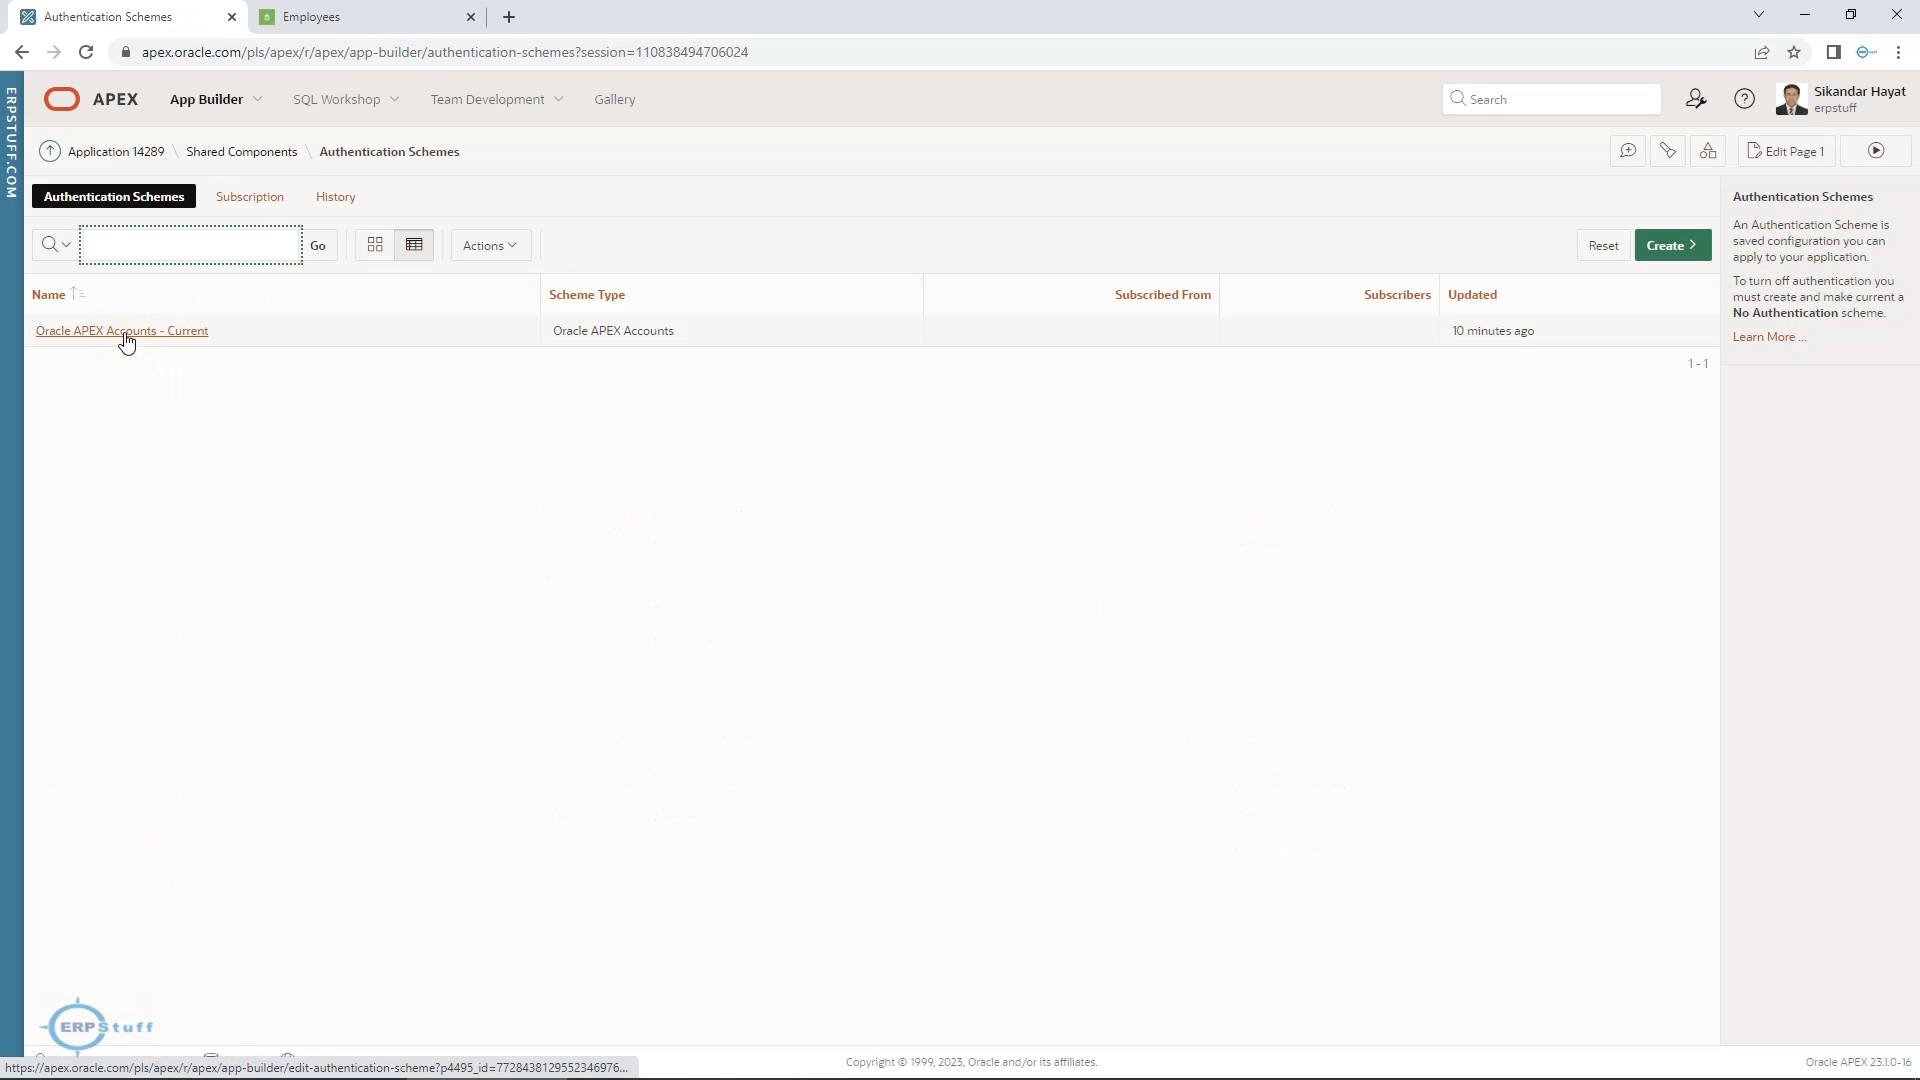 Authentication Schemes
Employees
apex.oracle.com/pls/apex/r/apex/app-builder/authentication-schemes?session=110838494706024
ERPSTUFF.COM
APEX
App Builder
SQL Workshop
Team Development
Gallery
Search
Sikandar Hayat
erpstuff
Application 14289 \ Shared Components \ Authentication Schemes
Edit Page 1
Authentication Schemes
Subscription
History
Go
Actions
Reset
Create
Name
Scheme Type
Subscribed From
Subscribers
Updated
Oracle APEX Accounts - Current
Oracle APEX Accounts
10 minutes ago
1 - 1
Authentication Schemes
An Authentication Scheme is
saved configuration you can
apply to your application.
To turn off authentication you
must create and make current a
No Authentication scheme.
Learn More ...
ERPStuff
https://apex.oracle.com/pls/apex/r/apex/app-builder/edit-authentication-scheme?p4495_id=7728438129552346976...
Copyright © 1999, 2023, Oracle and/or its affiliates.
Oracle APEX 23.1.0-16